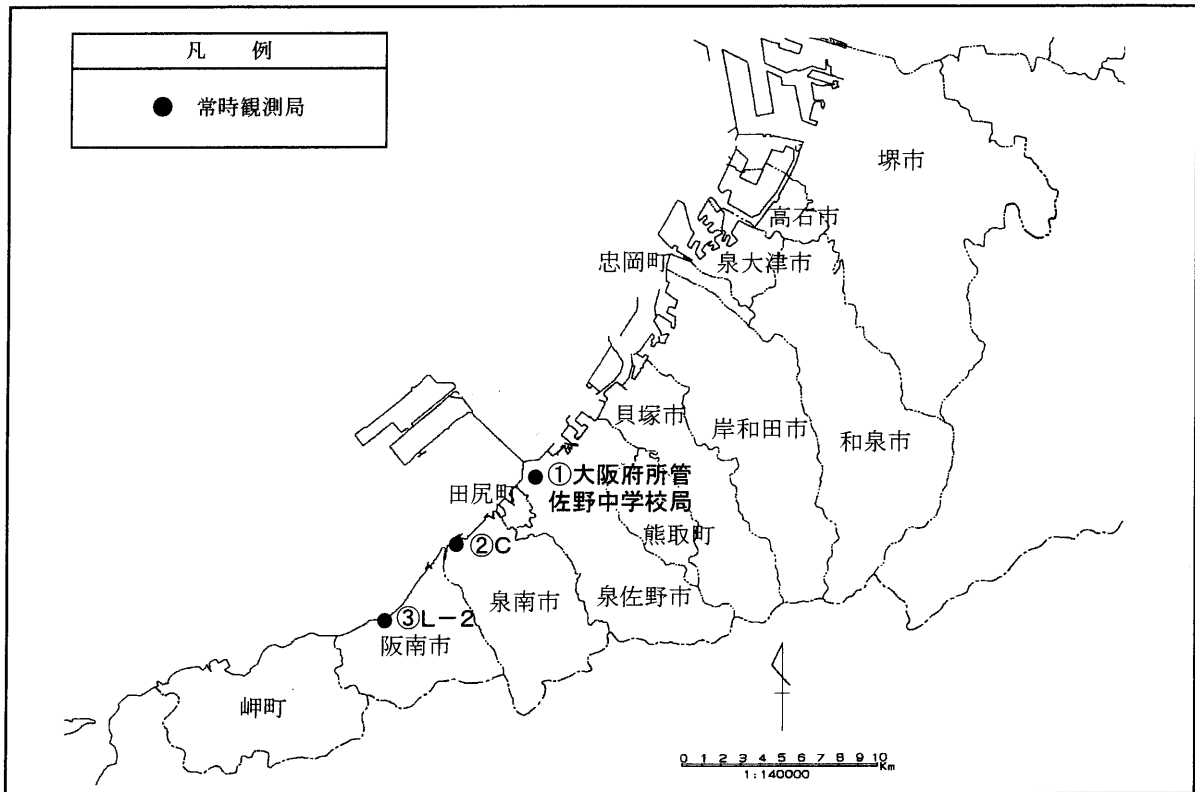 凡　例
● 常時観測局
堺市
高石市
忠岡町
泉大津市
貝塚市
岸和田市
和泉市
①大阪府所管
佐野中学校局
田尻町
熊取町
②C
泉南市
泉佐野市
③L－2
阪南市
岬町
0 1 2 3 4 5 6 7 8 9 10
Km
1:140000